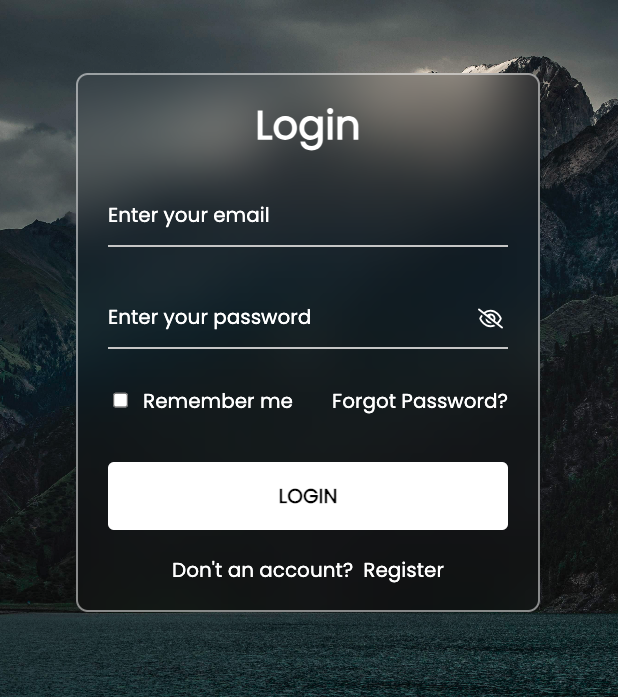 Login
Enter your email
Enter your password
Remember me Forgot Password?
LOGIN
Don't an account? Register